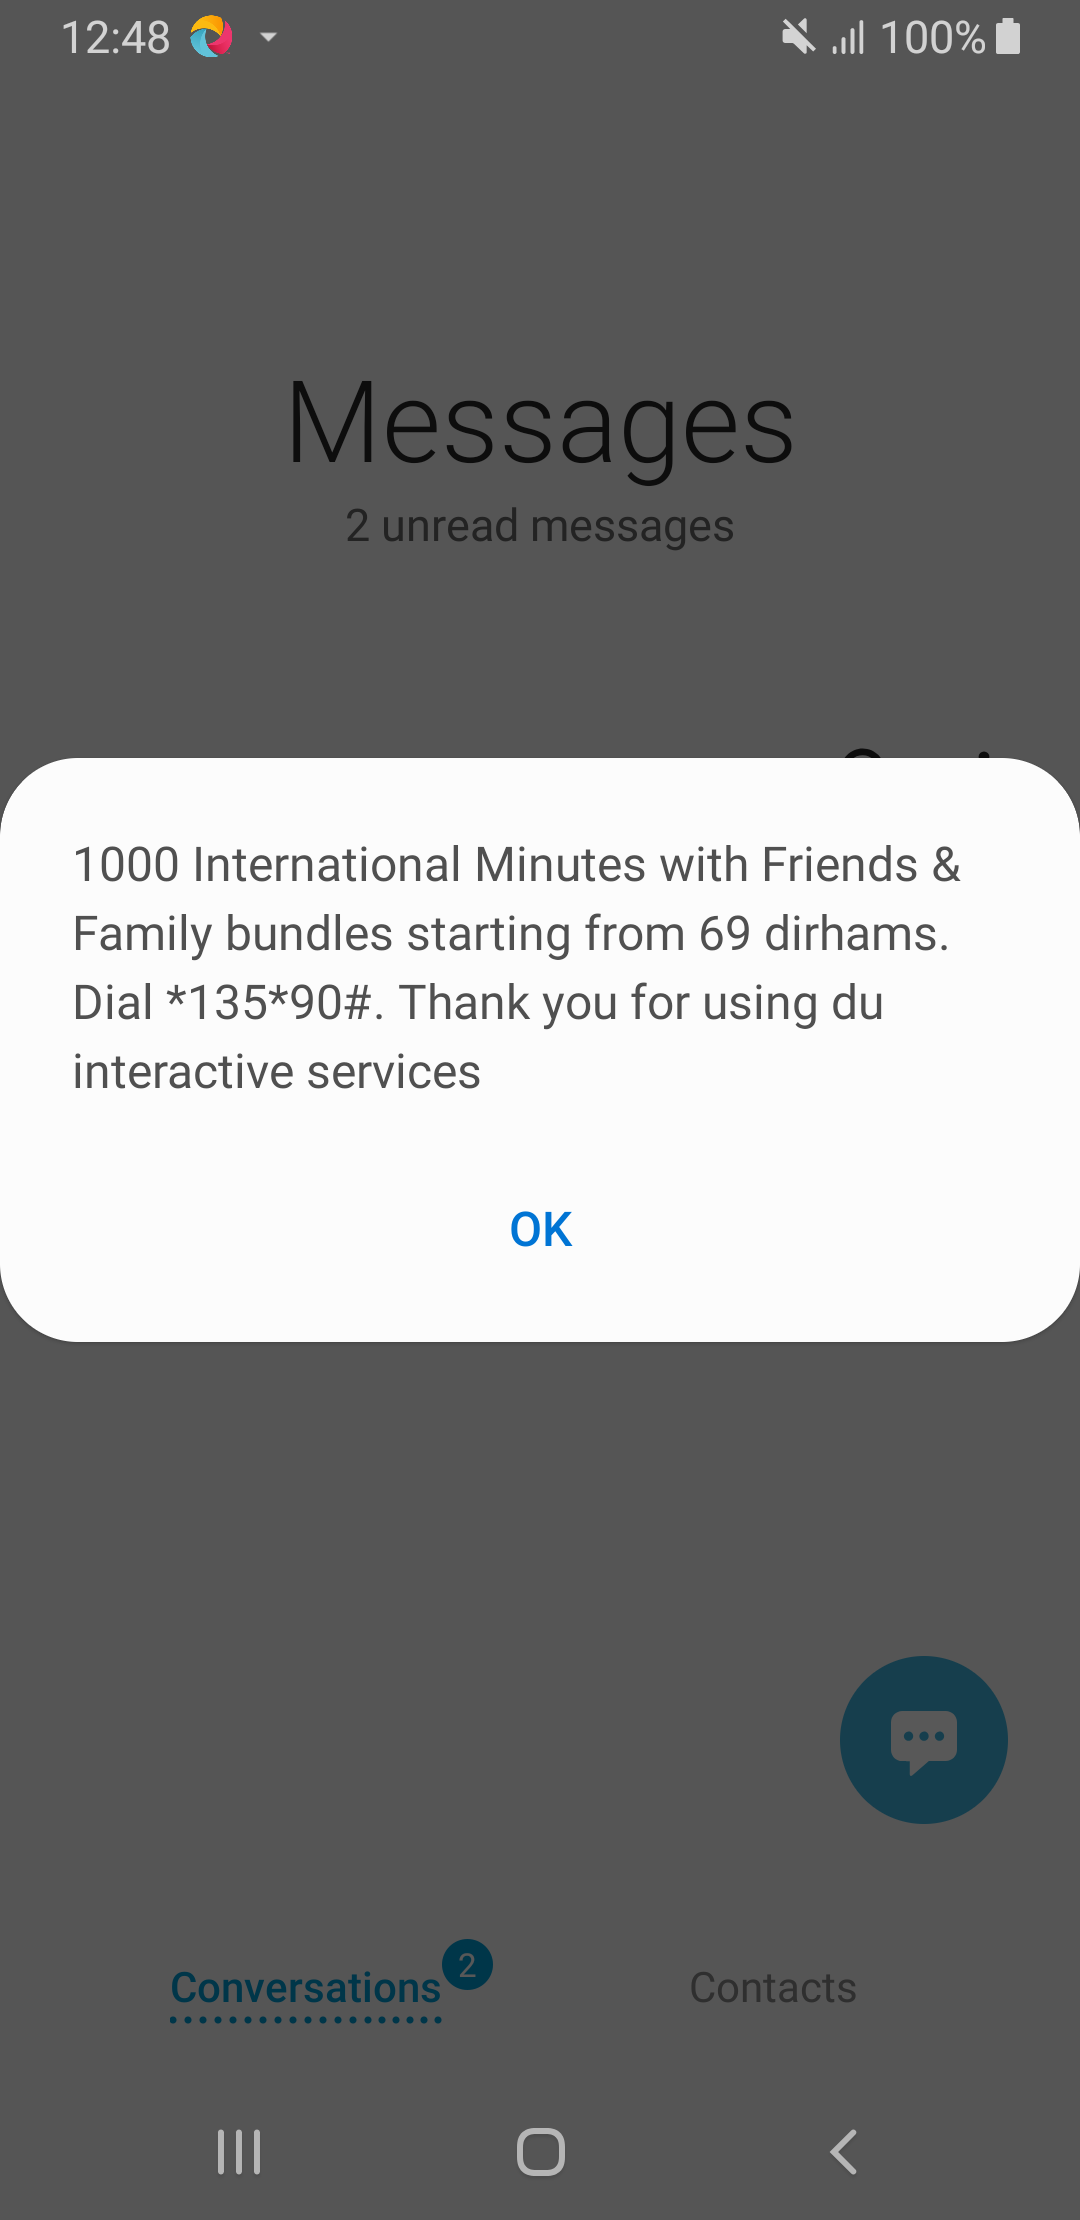 12:48
100%
Messages
2 unread messages
1000 International Minutes with Friends &
Family bundles starting from 69 dirhams.
Dial *135*90#. Thank you for using du
interactive services
OK
Conversations
2
Contacts